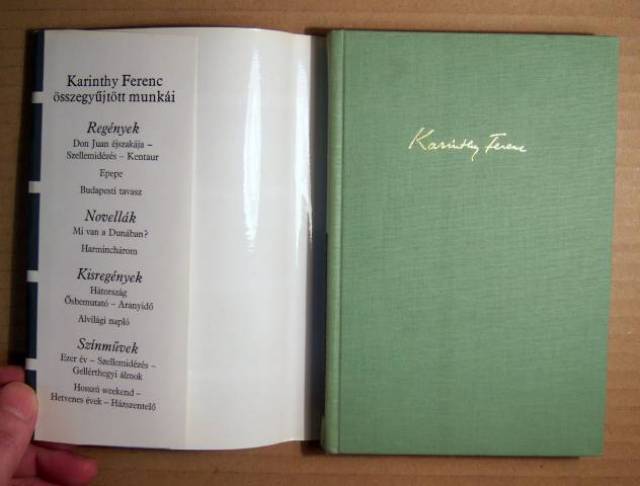 Karinthy Ferenc
összegyűjtött munkái
Regények
Don Juan éjszakája –
Szellemidézés – Kentaur
Epepe
Budapesti tavasz
Novellák
Mi van a Dunában?
Harminchárom
Kisregények
Hátország
Ősbemutató – Aranyidő
Alvilági napló
Színművek
Ezer év – Szellemidézés –
Gellérthegyi álmok
Hosszú weekend –
Hetvenes évek – Házszentelő
Karinthy Ferenc